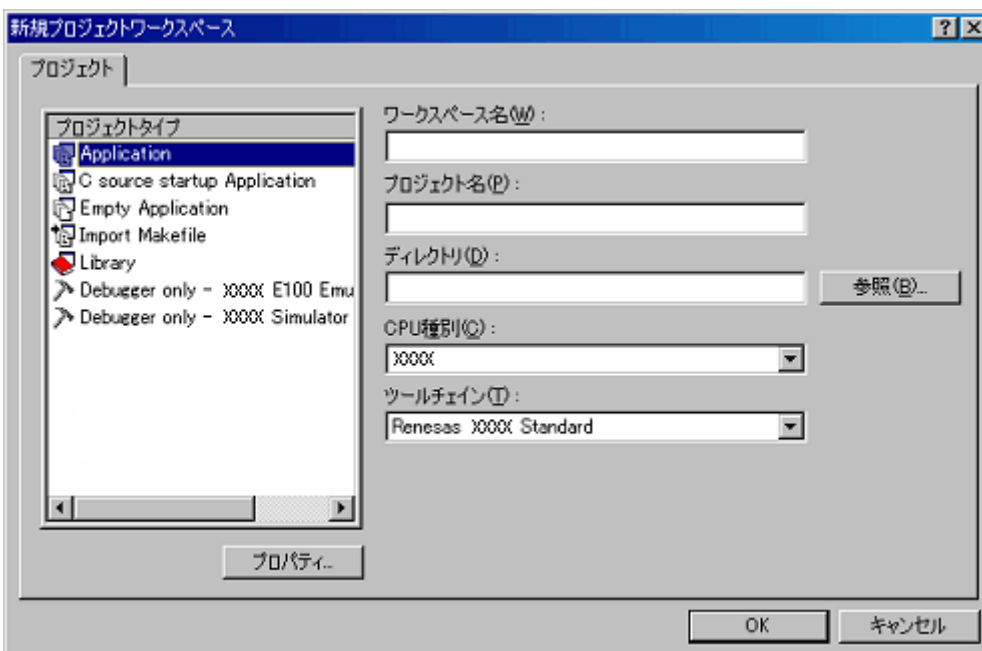 新規プロジェクトワークスペース
プロジェクト
プロジェクトタイプ
Application
C source startup Application
Empty Application
Import Makefile
Library
Debugger only - XXXX E100 Emu
Debugger only - XXXX Simulator
プロパティ...
ワークスペース名(W):
プロジェクト名(P):
ディレクトリ(D):
参照(B)...
CPU種別(C):
XXXX
ツールチェイン(T):
Renesas XXXX Standard
OK
キャンセル